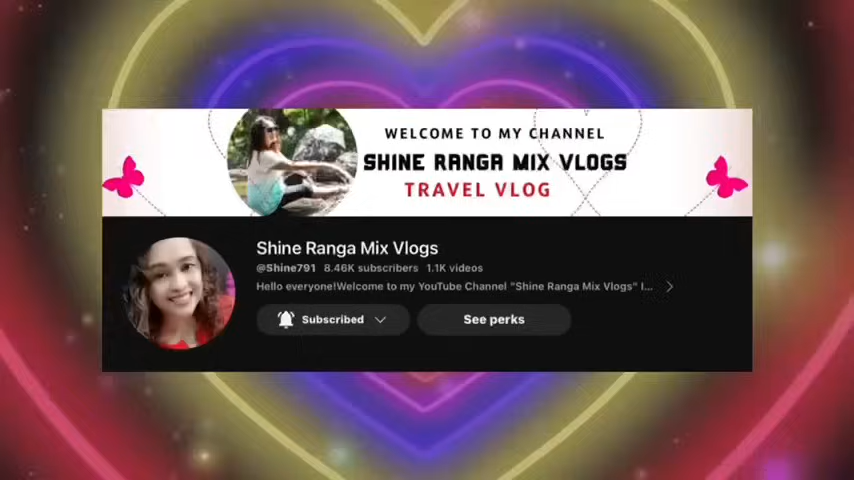 WELCOME TO MY CHANNEL
SHINE RANGA MIX VLOGS
TRAVEL VLOG
Shine Ranga Mix Vlogs
@Shine791 8.46K subscribers 1.1K videos
Hello everyone!Welcome to my YouTube Channel "Shine Ranga Mix Vlogs" I...
Subscribed
See perks